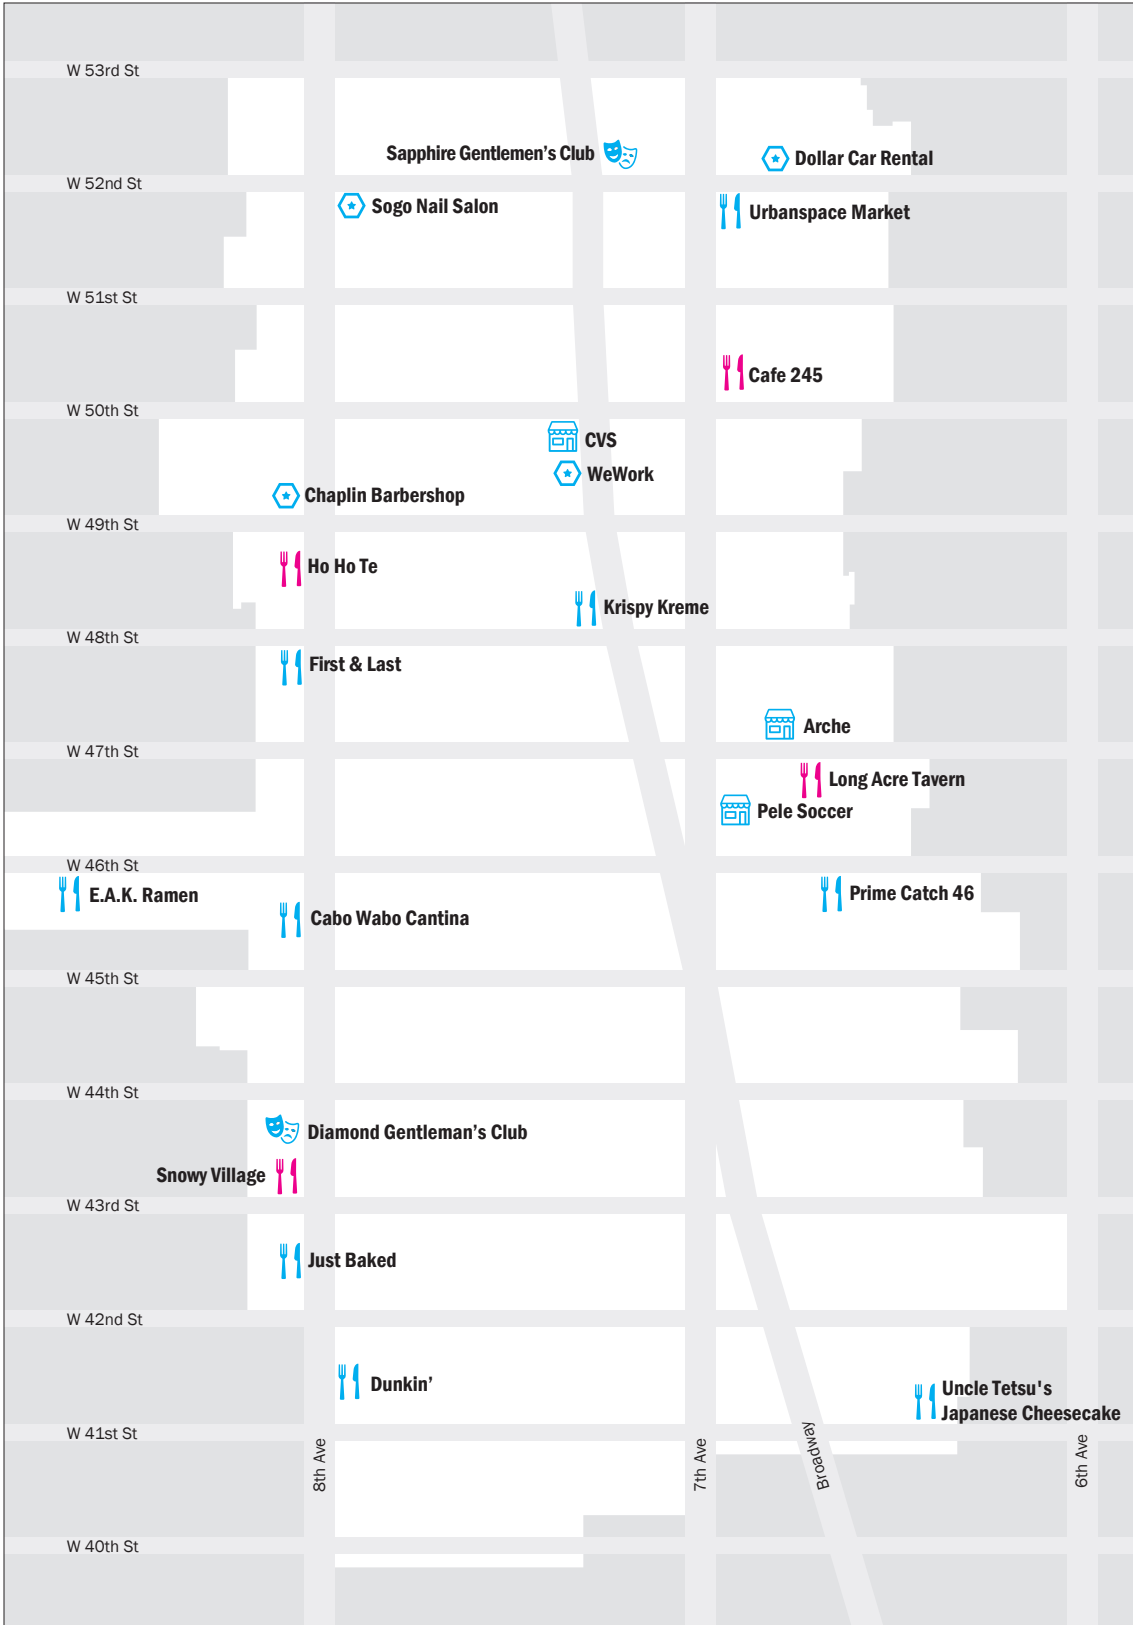 W 53rd St
Sapphire Gentlemen’s Club
Dollar Car Rental
W 52nd St
Sogo Nail Salon
Urbanspace Market
W 51st St
Cafe 245
W 50th St
CVS
WeWork
Chaplin Barbershop
W 49th St
Ho Ho Te
Krispy Kreme
W 48th St
First & Last
Arche
W 47th St
Long Acre Tavern
Pele Soccer
W 46th St
E.A.K. Ramen
Prime Catch 46
Cabo Wabo Cantina
W 45th St
W 44th St
Diamond Gentleman’s Club
Snowy Village
W 43rd St
Just Baked
W 42nd St
Dunkin’
Uncle Tetsu's
Japanese Cheesecake
W 41st St
8th Ave
7th Ave
Broadway
6th Ave
W 40th St